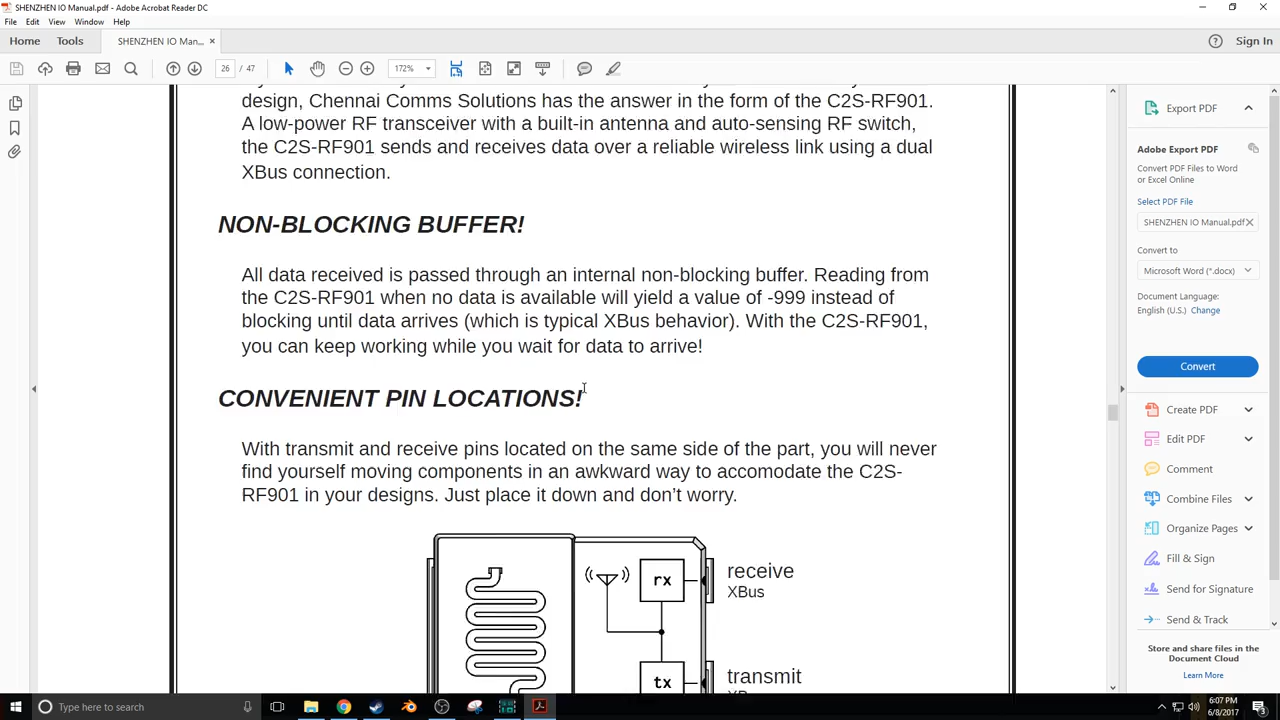 SHENZHEN IO Manual.pdf - Adobe Acrobat Reader DC
File Edit View Window Help
Home Tools SHENZHEN IO Man... × Sign In
26 / 47 172%
design, Chennai Comms Solutions has the answer in the form of the C2S-RF901.
A low-power RF transceiver with a built-in antenna and auto-sensing RF switch,
the C2S-RF901 sends and receives data over a reliable wireless link using a dual
XBus connection.
NON-BLOCKING BUFFER!
All data received is passed through an internal non-blocking buffer. Reading from
the C2S-RF901 when no data is available will yield a value of -999 instead of
blocking until data arrives (which is typical XBus behavior). With the C2S-RF901,
you can keep working while you wait for data to arrive!
CONVENIENT PIN LOCATIONS!
With transmit and receive pins located on the same side of the part, you will never
find yourself moving components in an awkward way to accomodate the C2S-
RF901 in your designs. Just place it down and don't worry.
rx receive
XBus
tx transmit
Export PDF
Adobe Export PDF
Convert PDF Files to Word
or Excel Online
Select PDF File
SHENZHEN IO Manual.pdf
Convert to
Microsoft Word (*.docx)
Document Language:
English (U.S.) Change
Convert
Create PDF
Edit PDF
Comment
Combine Files
Organize Pages
Fill & Sign
Send for Signature
Send & Track
Store and share files in the
Document Cloud
Learn More
Type here to search
6:07 PM
6/8/2017